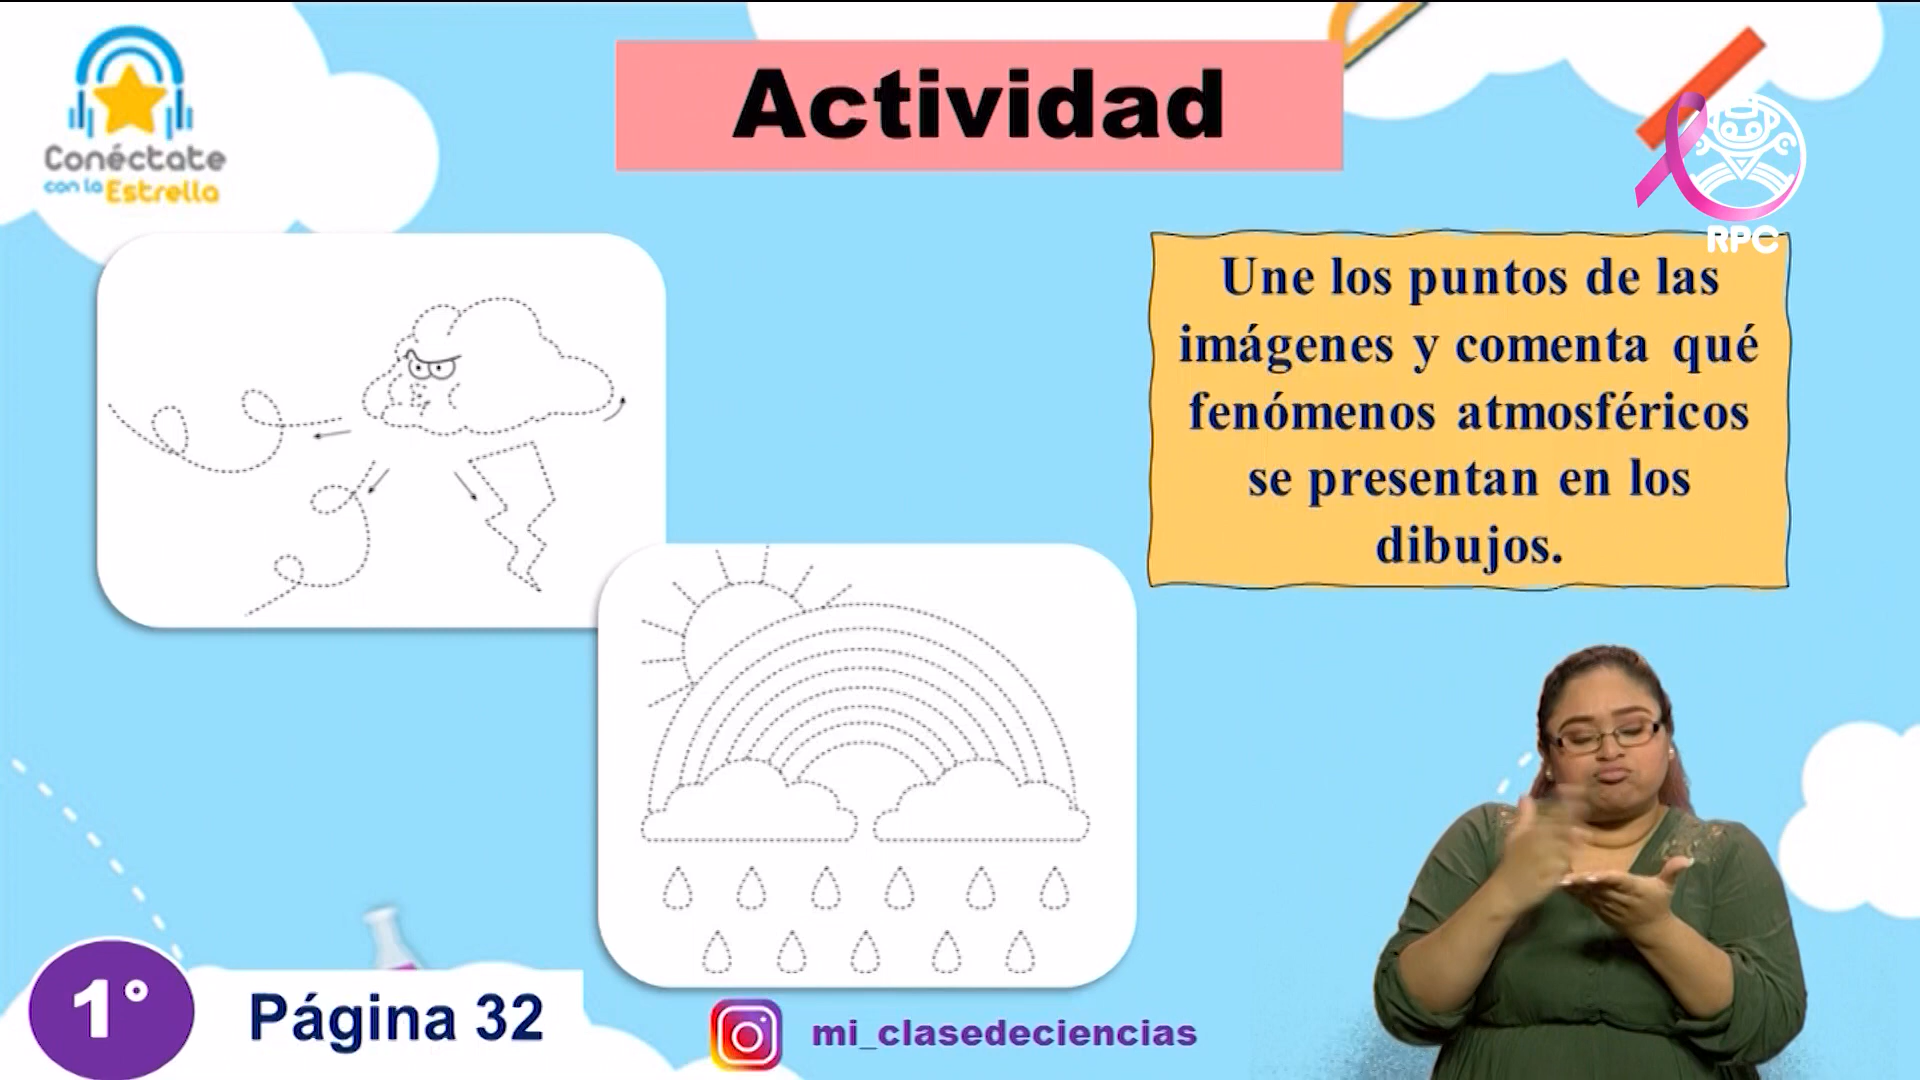 Conéctate
con la Estrella
Actividad
RPC
Une los puntos de las
imágenes y comenta qué
fenómenos atmosféricos
se presentan en los
dibujos.
1°
Página 32
mi_clasedeciencias